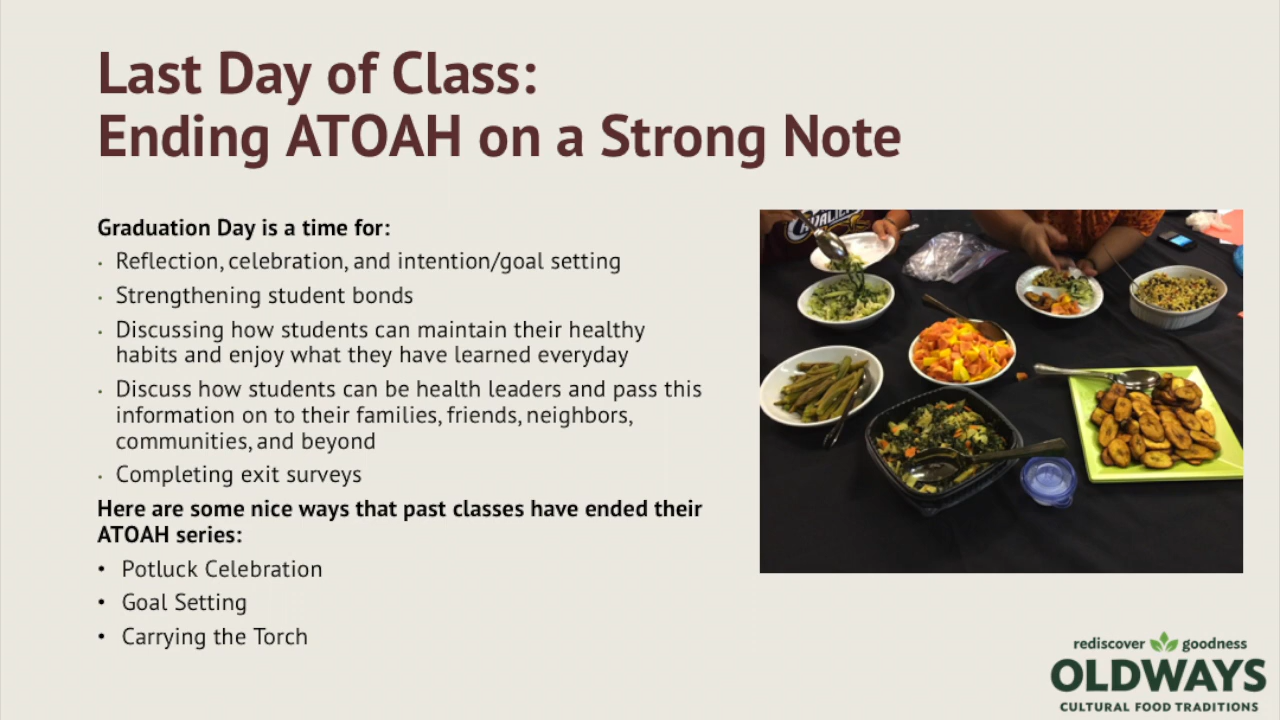 Last Day of Class:
Ending ATOAH on a Strong Note
Graduation Day is a time for:
· Reflection, celebration, and intention/goal setting
· Strengthening student bonds
· Discussing how students can maintain their healthy
habits and enjoy what they have learned everyday
· Discuss how students can be health leaders and pass this
information on to their families, friends, neighbors,
communities, and beyond
· Completing exit surveys
Here are some nice ways that past classes have ended their
ATOAH series:
• Potluck Celebration
• Goal Setting
• Carrying the Torch
CAVALIERS
rediscover goodness
OLDWAYS
CULTURAL FOOD TRADITIONS